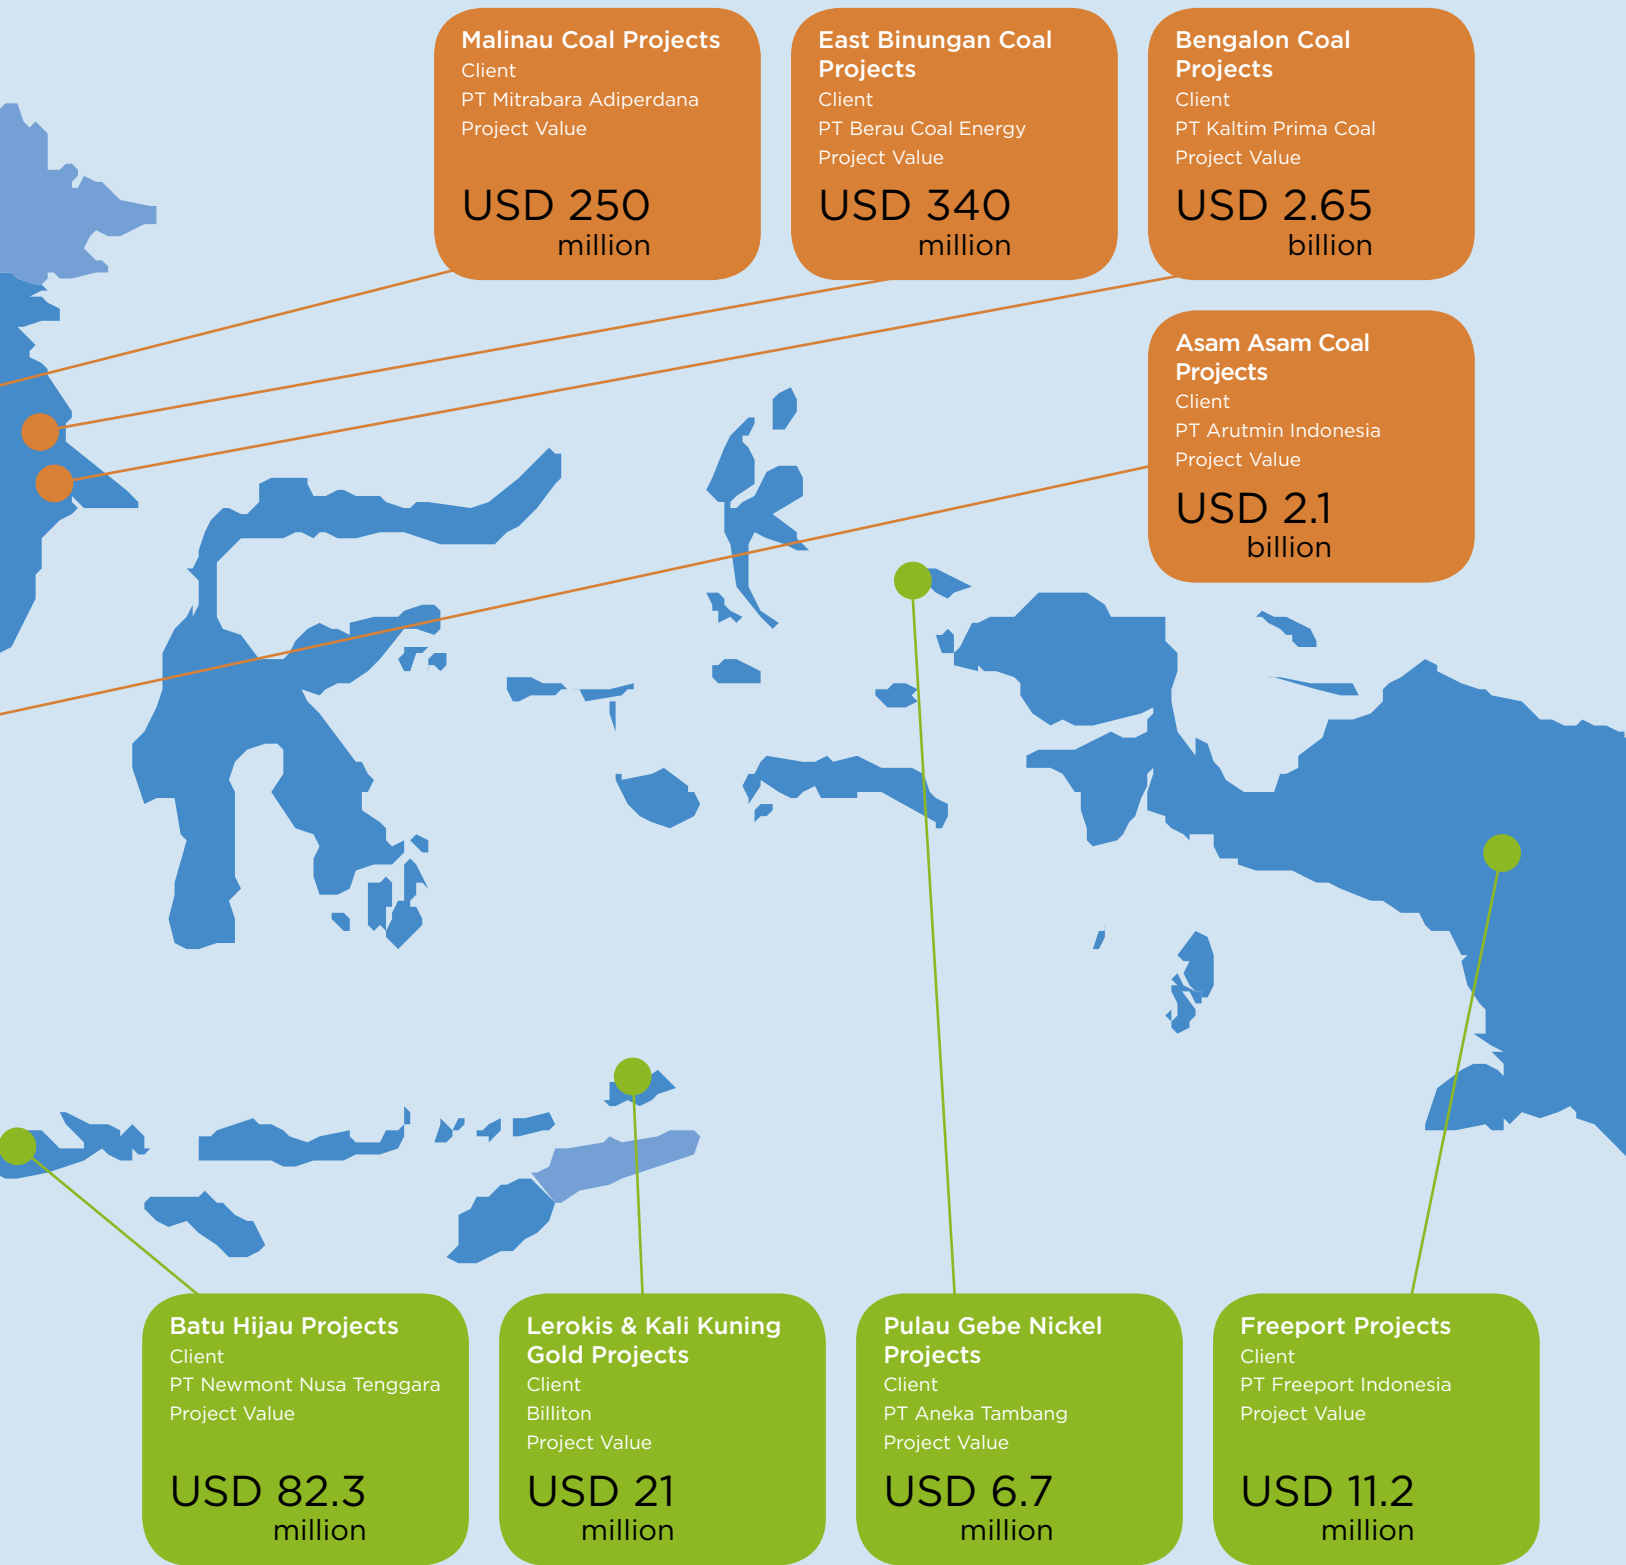 Malinau Coal Projects
Client
PT Mitrabara Adiperdana
Project Value
USD 250
million
East Binungan Coal
Projects
Client
PT Berau Coal Energy
Project Value
USD 340
million
Bengalon Coal
Projects
Client
PT Kaltim Prima Coal
Project Value
USD 2.65
billion
Asam Asam Coal
Projects
Client
PT Arutmin Indonesia
Project Value
USD 2.1
billion
Batu Hijau Projects
Client
PT Newmont Nusa Tenggara
Project Value
USD 82.3
million
Lerokis & Kali Kuning
Gold Projects
Client
Billiton
Project Value
USD 21
million
Pulau Gebe Nickel
Projects
Client
PT Aneka Tambang
Project Value
USD 6.7
million
Freeport Projects
Client
PT Freeport Indonesia
Project Value
USD 11.2
million